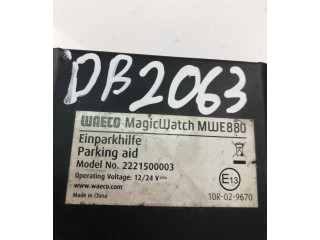 DB2063
WAECO MagicWatch MWE880
Einparkhilfe
Parking aid
Model No. 2221500003
Operating Voltage: 12/24 V
www.waeco.com
Made in China
E13
10R-02-9670